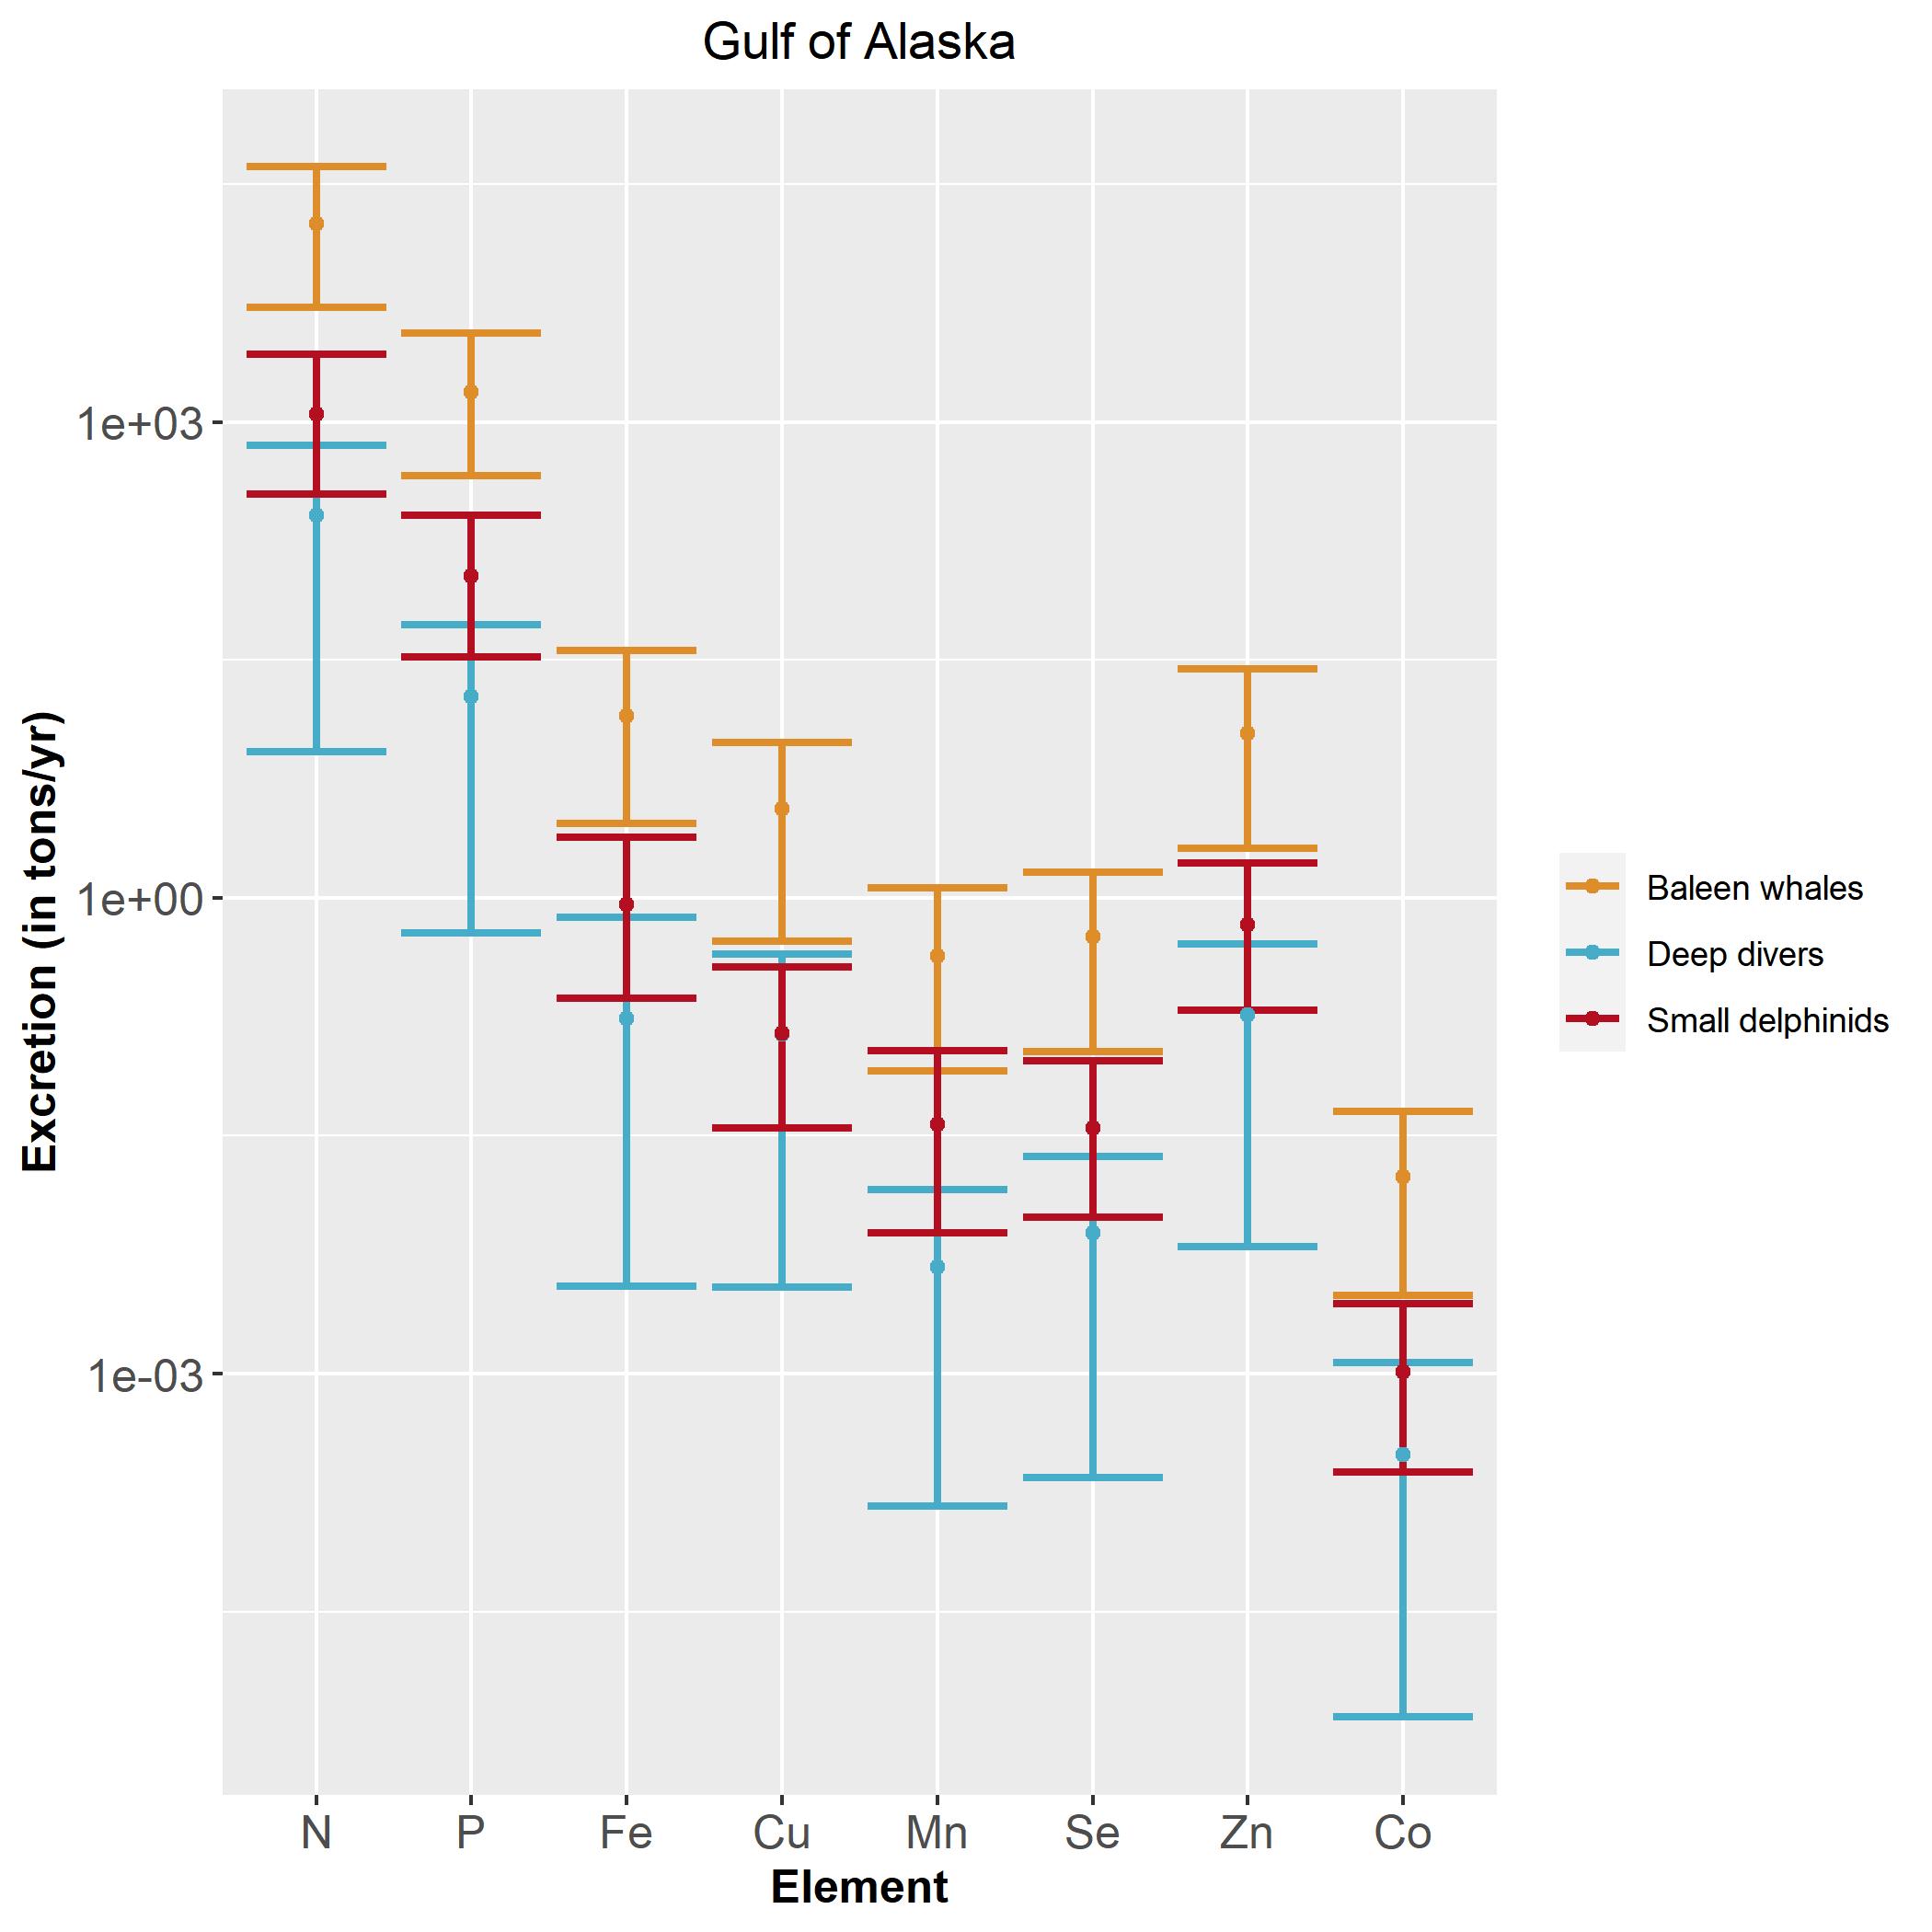 Gulf of Alaska
Excretion (in tons/yr)
1e+03
1e+00
1e-03
N P Fe Cu Mn Se Zn Co
Element
Baleen whales
Deep divers
Small delphinids